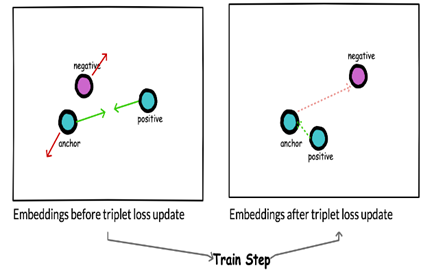 negative
anchor
positive
Embeddings before triplet loss update
negative
anchor
positive
Embeddings after triplet loss update
Train Step